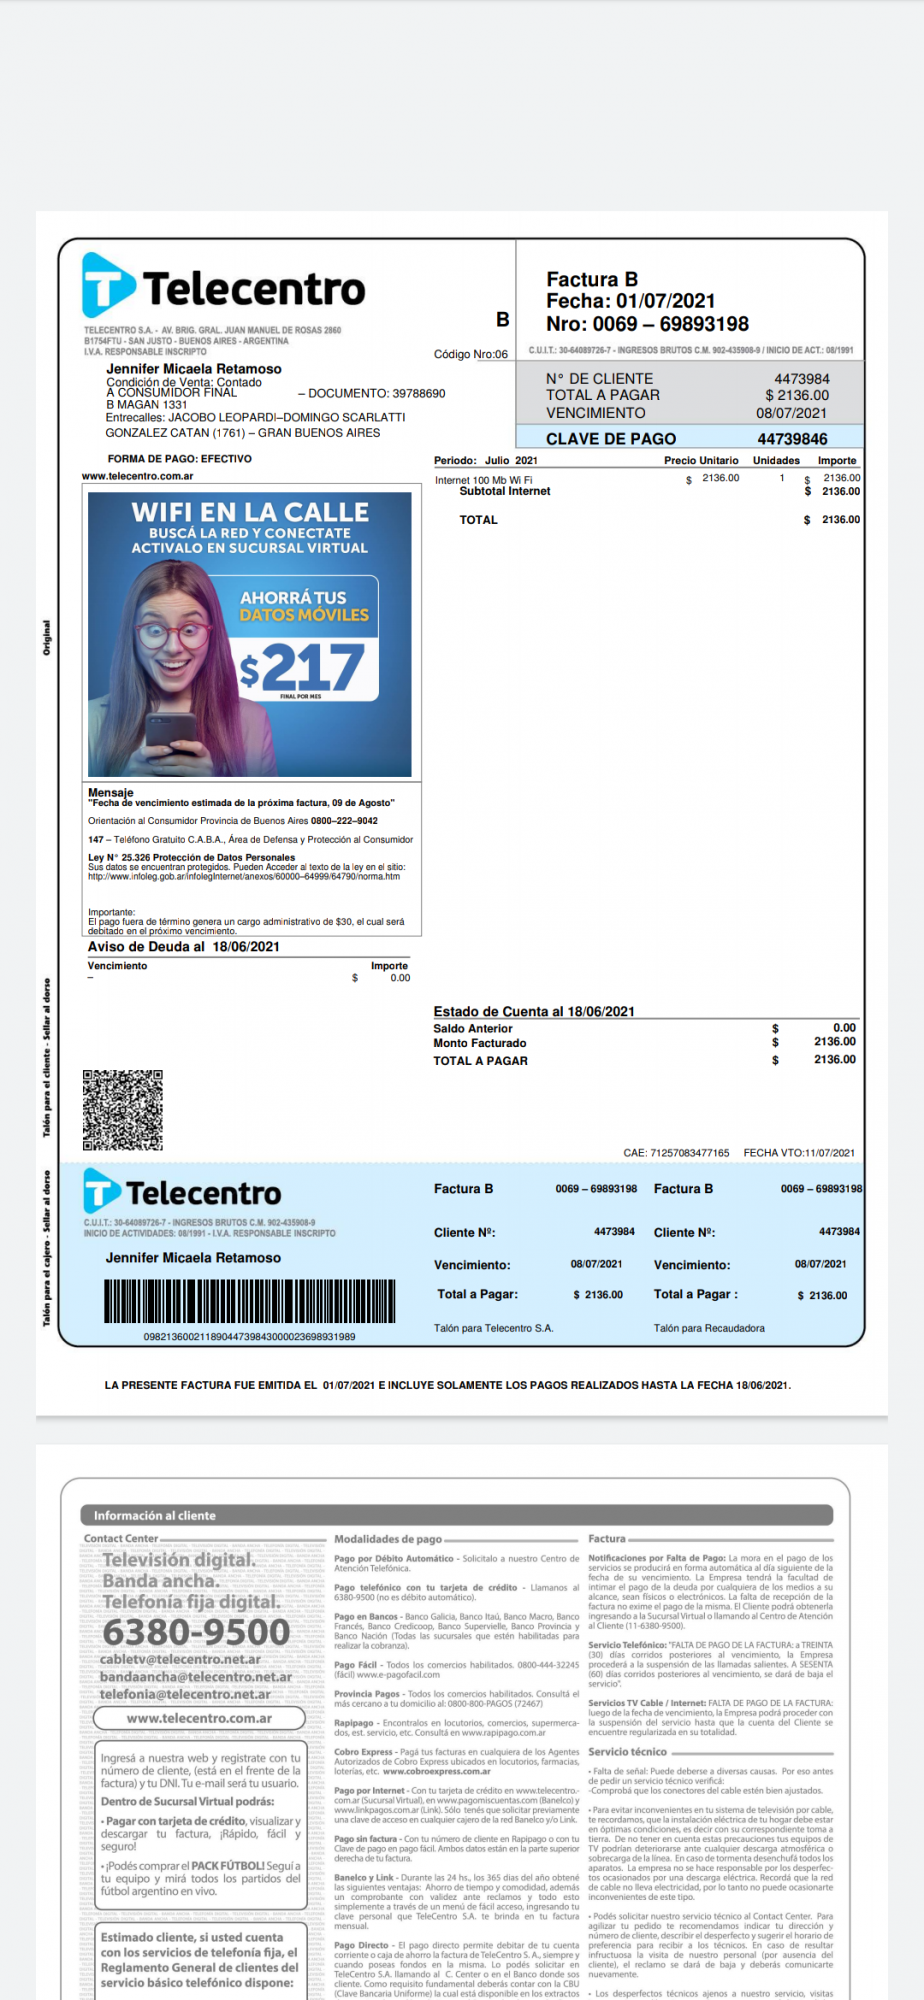 Telecentro
TELECENTRO S.A. - AV. BRIG. GRAL. JUAN MANUEL DE ROSAS 2860
B1754FTU - SAN JUSTO - BUENOS AIRES - ARGENTINA
I.V.A. RESPONSABLE INSCRIPTO
B
Código Nro:06
Factura B
Fecha: 01/07/2021
Nro: 0069 – 69893198
C.U.I.T.: 30-64089726-7 - INGRESOS BRUTOS C.M. 902-435908-9 / INICIO DE ACT.: 08/1991
Jennifer Micaela Retamoso
Condición de Venta: Contado
A CONSUMIDOR FINAL – DOCUMENTO: 39788690
B MAGAN 1331
Entrecalles: JACOBO LEOPARDI–DOMINGO SCARLATTI
GONZALEZ CATAN (1761) – GRAN BUENOS AIRES
N° DE CLIENTE 4473984
TOTAL A PAGAR $ 2136.00
VENCIMIENTO 08/07/2021
CLAVE DE PAGO 44739846
FORMA DE PAGO: EFECTIVO
www.telecentro.com.ar
Periodo: Julio 2021 Precio Unitario Unidades Importe
Internet 100 Mb Wi Fi $ 2136.00 1 $ 2136.00
Subtotal Internet $ 2136.00
TOTAL $ 2136.00
WIFI EN LA CALLE
BUSCÁ LA RED Y CONECTATE
ACTIVALO EN SUCURSAL VIRTUAL
AHORRÁ TUS
DATOS MÓVILES
$217
FINAL POR MES
Original
Mensaje
"Fecha de vencimiento estimada de la próxima factura, 09 de Agosto"
Orientación al Consumidor Provincia de Buenos Aires 0800–222–9042
147 – Teléfono Gratuito C.A.B.A., Área de Defensa y Protección al Consumidor
Ley N° 25.326 Protección de Datos Personales
Sus datos se encuentran protegidos. Pueden Acceder al texto de la ley en el sitio:
http://www.infoleg.gob.ar/infolegInternet/anexos/60000–64999/64790/norma.htm
Importante:
El pago fuera de término genera un cargo administrativo de $30, el cual será
debitado en el próximo vencimiento.
Aviso de Deuda al 18/06/2021
Vencimiento Importe
– $ 0.00
Estado de Cuenta al 18/06/2021
Saldo Anterior $ 0.00
Monto Facturado $ 2136.00
TOTAL A PAGAR $ 2136.00
Talón para el cliente - Sellar al dorso
CAE: 71257083477165 FECHA VTO:11/07/2021
Talón para el cajero - Sellar al dorso
Telecentro
C.U.I.T.: 30-64089726-7 - INGRESOS BRUTOS C.M. 902-435908-9
INICIO DE ACTIVIDADES: 08/1991 - I.V.A. RESPONSABLE INSCRIPTO
Jennifer Micaela Retamoso
0982136002118904473984300002369893​1989
Factura B 0069 – 69893198
Cliente Nº: 4473984
Vencimiento: 08/07/2021
Total a Pagar: $ 2136.00
Talón para Telecentro S.A.
Factura B 0069 – 69893198
Cliente Nº: 4473984
Vencimiento: 08/07/2021
Total a Pagar : $ 2136.00
Talón para Recaudadora
LA PRESENTE FACTURA FUE EMITIDA EL 01/07/2021 E INCLUYE SOLAMENTE LOS PAGOS REALIZADOS HASTA LA FECHA 18/06/2021.
Información al cliente
Contact Center
Televisión digital.
Banda ancha.
Telefonía fija digital.
6380-9500
cabletv@telecentro.net.ar
bandaancha@telecentro.net.ar
telefonia@telecentro.net.ar
www.telecentro.com.ar
Ingresá a nuestra web y registrate con tu
número de cliente, (está en el frente de la
factura) y tu DNI. Tu e-mail será tu usuario.
Dentro de Sucursal Virtual podrás:
• Pagar con tarjeta de crédito, visualizar y
descargar tu factura, ¡Rápido, fácil y
seguro!
• ¡Podés comprar el PACK FÚTBOL! Seguí a
tu equipo y mirá todos los partidos del
fútbol argentino en vivo.
Estimado cliente, si usted cuenta
con los servicios de telefonía fija, el
Reglamento General de clientes del
servicio básico telefónico dispone:
Modalidades de pago
Pago por Débito Automático - Solicitalo a nuestro Centro de
Atención Telefónica.
Pago telefónico con tu tarjeta de crédito - Llamanos al
6380-9500 (no es débito automático).
Pago en Bancos - Banco Galicia, Banco Itaú, Banco Macro, Banco
Francés, Banco Credicoop, Banco Supervielle, Banco Provincia y
Banco Nación (Todas las sucursales que estén habilitadas para
realizar la cobranza).
Pago Fácil - Todos los comercios habilitados. 0800-444-32245
(fácil) www.e-pagofacil.com
Provincia Pagos - Todos los comercios habilitados. Consultá el
más cercano a tu domicilio al: 0800-800-PAGOS (72467)
Rapipago - Encontralos en locutorios, comercios, supermerca-
dos, est. servicio, etc. Consultá en www.rapipago.com.ar
Cobro Express - Pagá tus facturas en cualquiera de los Agentes
Autorizados de Cobro Express ubicados en locutorios, farmacias,
loterías, etc. www.cobroexpress.com.ar
Pago por Internet - Con tu tarjeta de crédito en www.telecentro.-
com.ar (Sucursal Virtual), en www.pagomiscuentas.com (Banelco) y
www.linkpagos.com.ar (Link). Sólo tenés que solicitar previamente
una clave de acceso en cualquier cajero de la red Banelco y/o Link.
Pago sin factura - Con tu número de cliente en Rapipago o con tu
Clave de pago en pago fácil. Ambos datos están en la parte superior
derecha de tu factura.
Banelco y Link - Durante las 24 hs., los 365 días del año obtené
las siguientes ventajas: Ahorro de tiempo y comodidad, además
un comprobante con validez ante reclamos y todo esto
simplemente a través de un menú de fácil acceso, ingresando tu
clave personal que TeleCentro S.A. te brinda en tu factura
mensual.
Pago Directo - El pago directo permite debitar de tu cuenta
corriente o caja de ahorro la factura de TeleCentro S. A., siempre y
cuando poseas fondos en la misma. Lo podés solicitar en
TeleCentro S.A. llamando al C. Center o en el Banco donde sos
cliente. Como requisito fundamental deberás contar con la CBU
(Clave Bancaria Uniforme) la cual está disponible en los extractos
Factura
Notificaciones por Falta de Pago: La mora en el pago de los
servicios se producirá en forma automática al día siguiente de la
fecha de su vencimiento. La Empresa tendrá la facultad de
intimar el pago de la deuda por cualquiera de los medios a su
alcance, sean físicos o electrónicos. La falta de recepción de la
factura no exime el pago de la misma. El Cliente podrá obtenerla
ingresando a la Sucursal Virtual o llamando al Centro de Atención
al Cliente (11-6380-9500).
Servicio Telefónico: "FALTA DE PAGO DE LA FACTURA: a TREINTA
(30) días corridos posteriores al vencimiento, la Empresa
procederá a la suspensión de las llamadas salientes. A SESENTA
(60) días corridos posteriores al vencimiento, se dará de baja el
servicio".
Servicios TV Cable / Internet: FALTA DE PAGO DE LA FACTURA:
luego de la fecha de vencimiento, la Empresa podrá proceder con
la suspensión del servicio hasta que la cuenta del Cliente se
encuentre regularizada en su totalidad.
Servicio técnico
• Falta de señal: Puede deberse a diversas causas. Por eso antes
de pedir un servicio técnico verificá:
-Comprobá que los conectores del cable estén bien ajustados.
• Para evitar inconvenientes en tu sistema de televisión por cable,
te recordamos, que la instalación eléctrica de tu hogar debe estar
en óptimas condiciones, es decir con su correspondente toma a
tierra. De no tener en cuenta estas precauciones tus equipos de
TV podrían deteriorarse ante cualquier descarga atmosférica o
sobrecarga de la línea. En caso de tormenta desenchufá todos los
aparatos. La empresa no se hace responsable por los desperfec-
tos ocasionados por una descarga eléctrica. Recordá que la red
de cable no lleva electricidad, por lo tanto no puede ocasionarte
inconvenientes de este tipo.
• Podés solicitar nuestro servicio técnico al Contact Center. Para
agilizar tu pedido te recomendamos indicar tu dirección y
número de cliente, describir el desperfecto y sugerir el horario de
preferencia para recibir a los técnicos. En caso de resultar
infructuosa la visita de nuestro personal (por ausencia del
cliente), el reclamo se dará de baja y deberás comunicarte
nuevamente.
• Los desperfectos técnicos ajenos a nuestro servicio, visitas